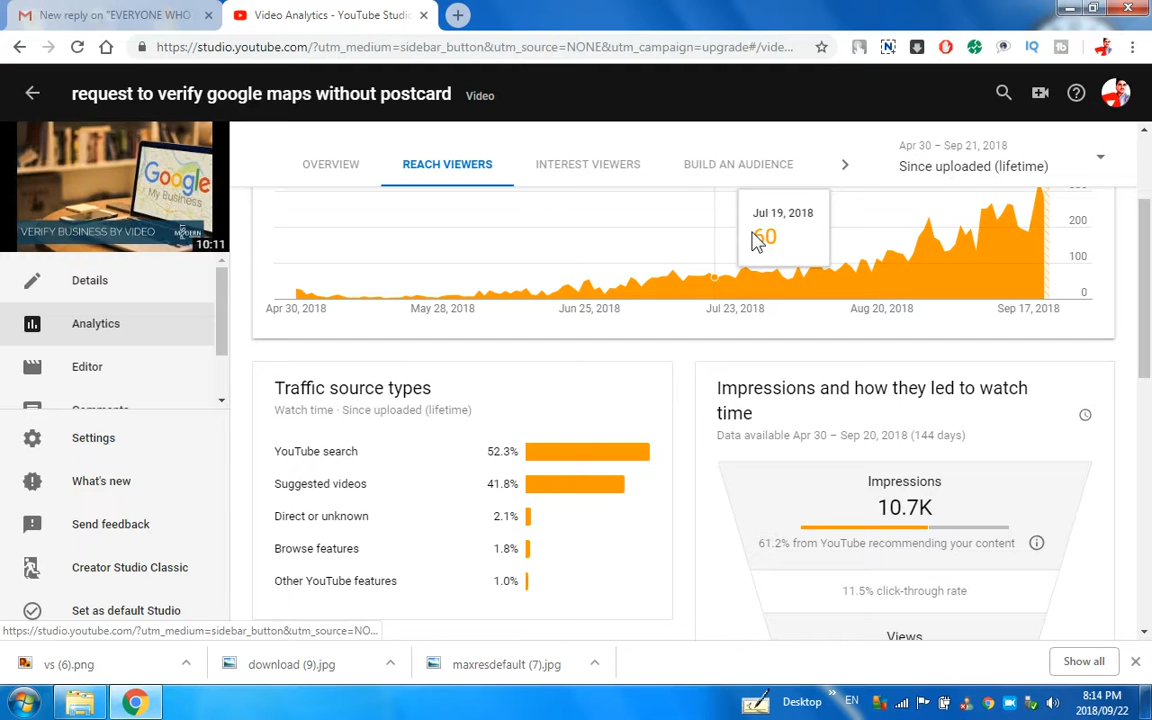 New reply on "EVERYONE WHO
Video Analytics - YouTube Studio
https://studio.youtube.com/?utm_medium=sidebar_button&utm_source=NONE&utm_campaign=upgrade#/vide...
request to verify google maps without postcard Video
Google
My Business
VERIFY BUSINESS BY VIDEO
MODERN
10:11
OVERVIEW REACH VIEWERS INTEREST VIEWERS BUILD AN AUDIENCE
Apr 30 – Sep 21, 2018
Since uploaded (lifetime)
Details
Analytics
Editor
Comments
Settings
What's new
Send feedback
Creator Studio Classic
Set as default Studio
Jul 19, 2018
60
200
100
0
Apr 30, 2018 May 28, 2018 Jun 25, 2018 Jul 23, 2018 Aug 20, 2018 Sep 17, 2018
Traffic source types
Watch time · Since uploaded (lifetime)
YouTube search 52.3%
Suggested videos 41.8%
Direct or unknown 2.1%
Browse features 1.8%
Other YouTube features 1.0%
Impressions and how they led to watch
time
Data available Apr 30 – Sep 20, 2018 (144 days)
Impressions
10.7K
61.2% from YouTube recommending your content
11.5% click-through rate
Views
https://studio.youtube.com/?utm_medium=sidebar_button&utm_source=NO...
vs (6).png
download (9).jpg
maxresdefault (7).jpg
Show all
Desktop
EN
8:14 PM
2018/09/22